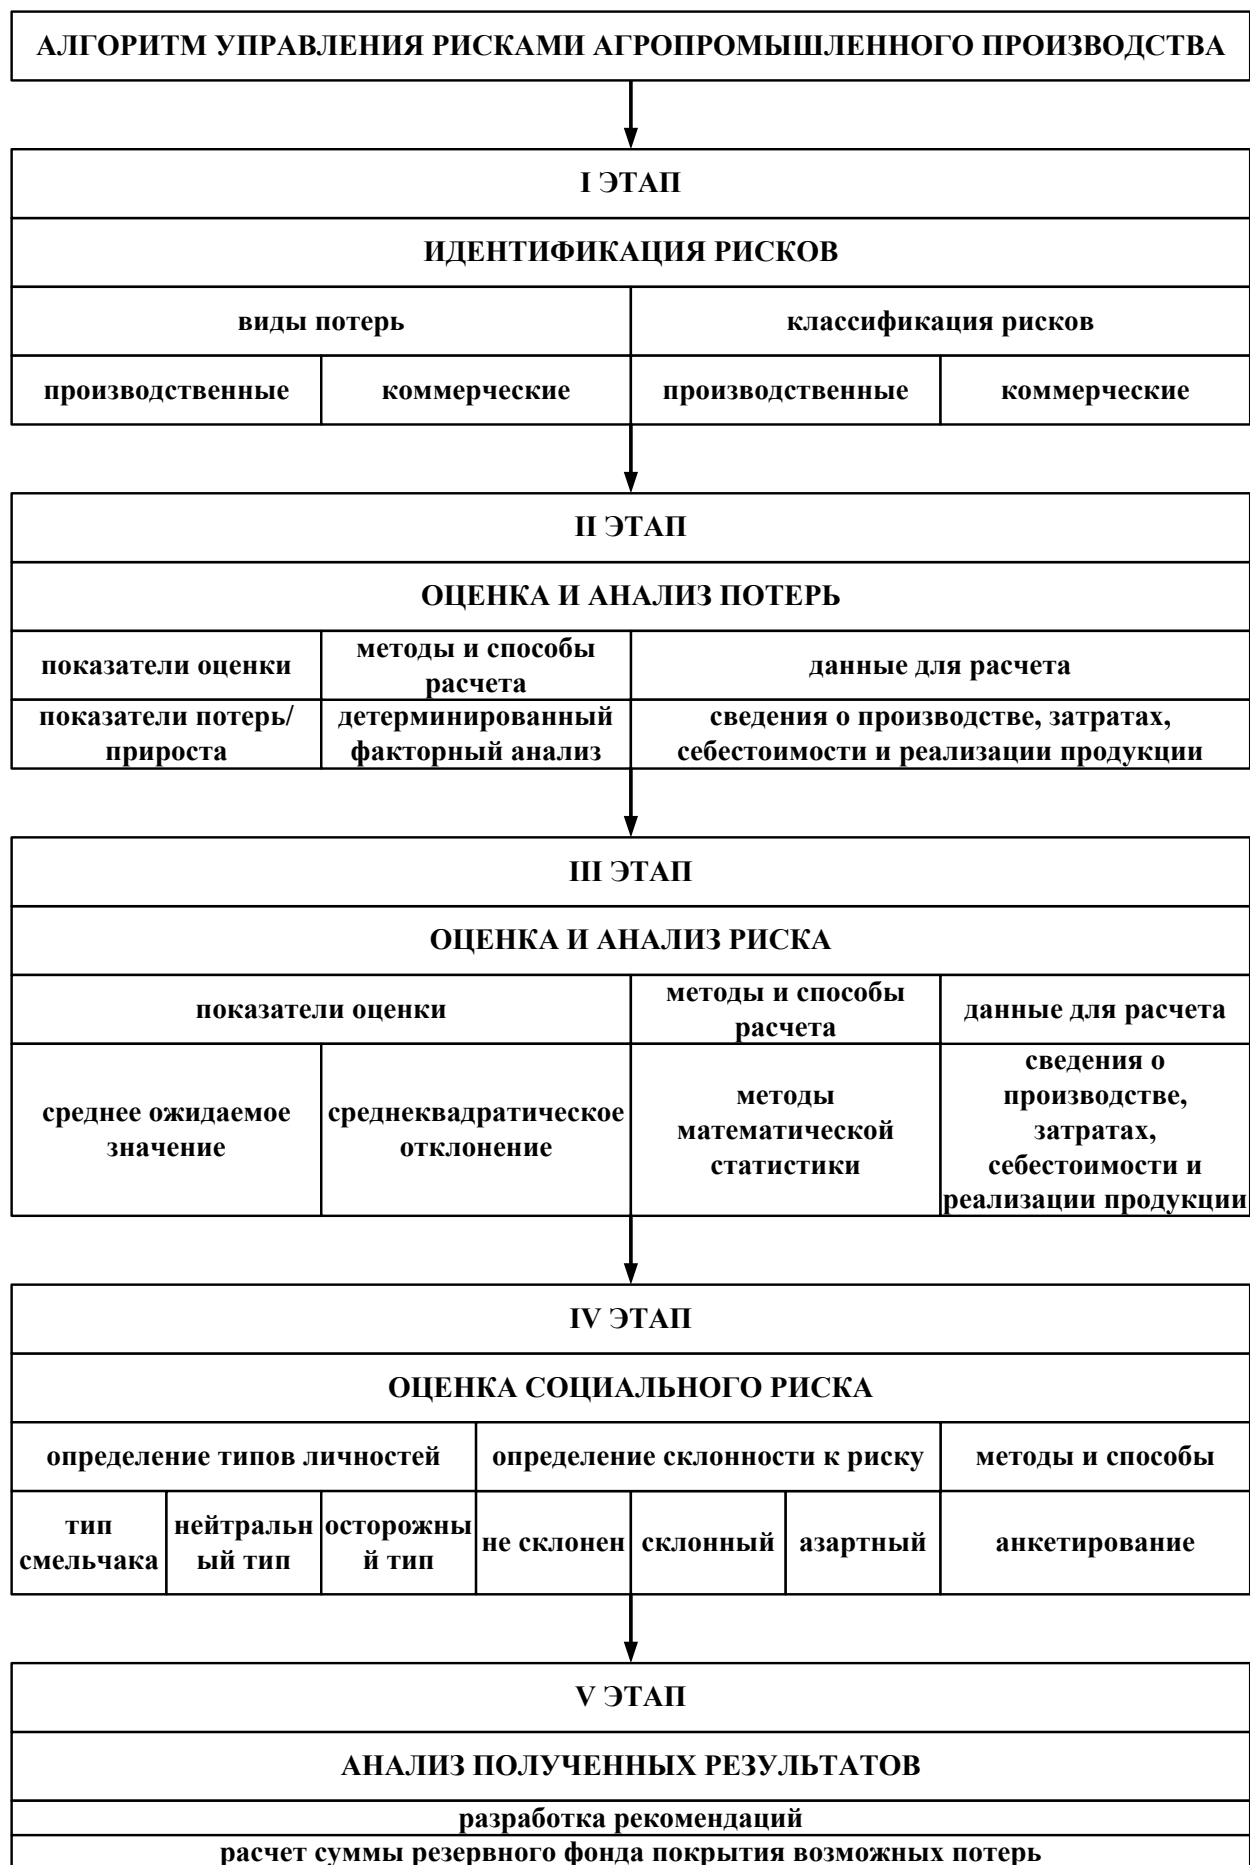 АЛГОРИТМ УПРАВЛЕНИЯ РИСКАМИ АГРОПРОМЫШЛЕННОГО ПРОИЗВОДСТВА
I ЭТАП
ИДЕНТИФИКАЦИЯ РИСКОВ
виды потерь
классификация рисков
производственные
коммерческие
производственные
коммерческие
II ЭТАП
ОЦЕНКА И АНАЛИЗ ПОТЕРЬ
показатели оценки
методы и способы
расчета
данные для расчета
показатели потерь/
прироста
детерминированный
факторный анализ
сведения о производстве, затратах,
себестоимости и реализации продукции
III ЭТАП
ОЦЕНКА И АНАЛИЗ РИСКА
показатели оценки
методы и способы
расчета
данные для расчета
среднее ожидаемое
значение
среднеквадратическое
отклонение
методы
математической
статистики
сведения о
производстве,
затратах,
себестоимости и
реализации продукции
IV ЭТАП
ОЦЕНКА СОЦИАЛЬНОГО РИСКА
определение типов личностей
определение склонности к риску
методы и способы
тип
смельчака
нейтральн
ый тип
осторожны
й тип
не склонен
склонный
азартный
анкетирование
V ЭТАП
АНАЛИЗ ПОЛУЧЕННЫХ РЕЗУЛЬТАТОВ
разработка рекомендаций
расчет суммы резервного фонда покрытия возможных потерь